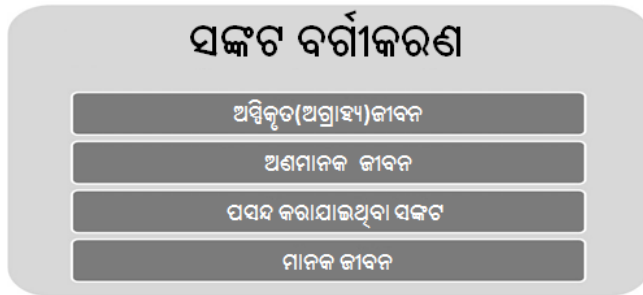 ସଙ୍କଟ ବର୍ଗୀକରଣ
ଅସ୍ୱିକୃତ(ଅଗ୍ରାହ୍ୟ)ଜୀବନ
ଅଣମାନକ ଜୀବନ
ପସନ୍ଦ କରାଯାଇଥିବା ସଙ୍କଟ
ମାନକ ଜୀବନ